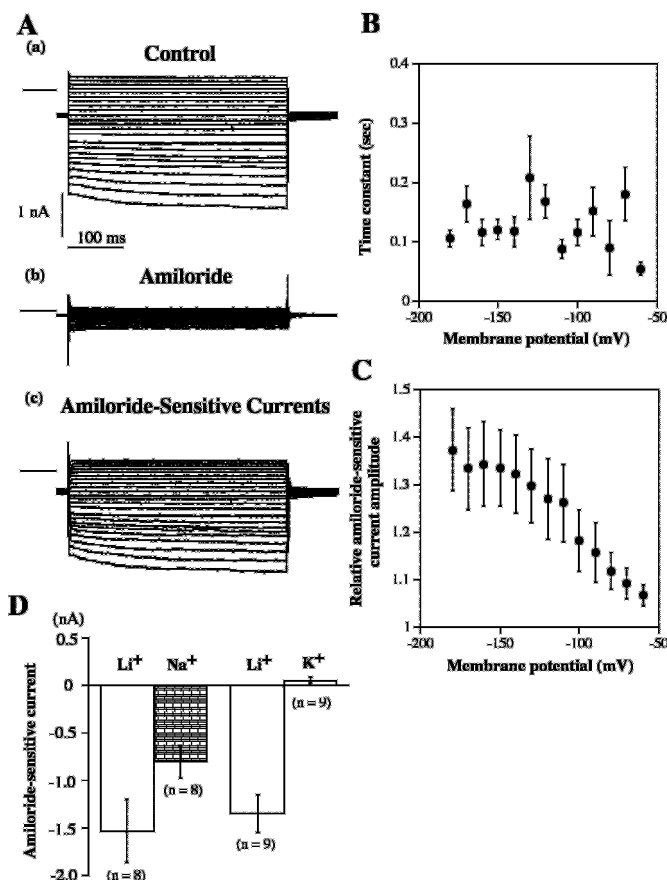 A
(a)
Control
1 nA
100 ms
(b)
Amiloride
(c)
Amiloride-Sensitive Currents
B
Time constant (sec)
0.4
0.3
0.2
0.1
0
-200
-150
-100
-50
Membrane potential (mV)
C
Relative amiloride-sensitive
current amplitude
1.5
1.4
1.3
1.2
1.1
1
-200
-150
-100
-50
Membrane potential (mV)
D
(nA)
Amiloride-sensitive current
0.5
0
-0.5
-1.0
-1.5
-2.0
Li+ Na+ Li+ K+
(n = 8)
(n = 8)
(n = 9)
(n = 9)